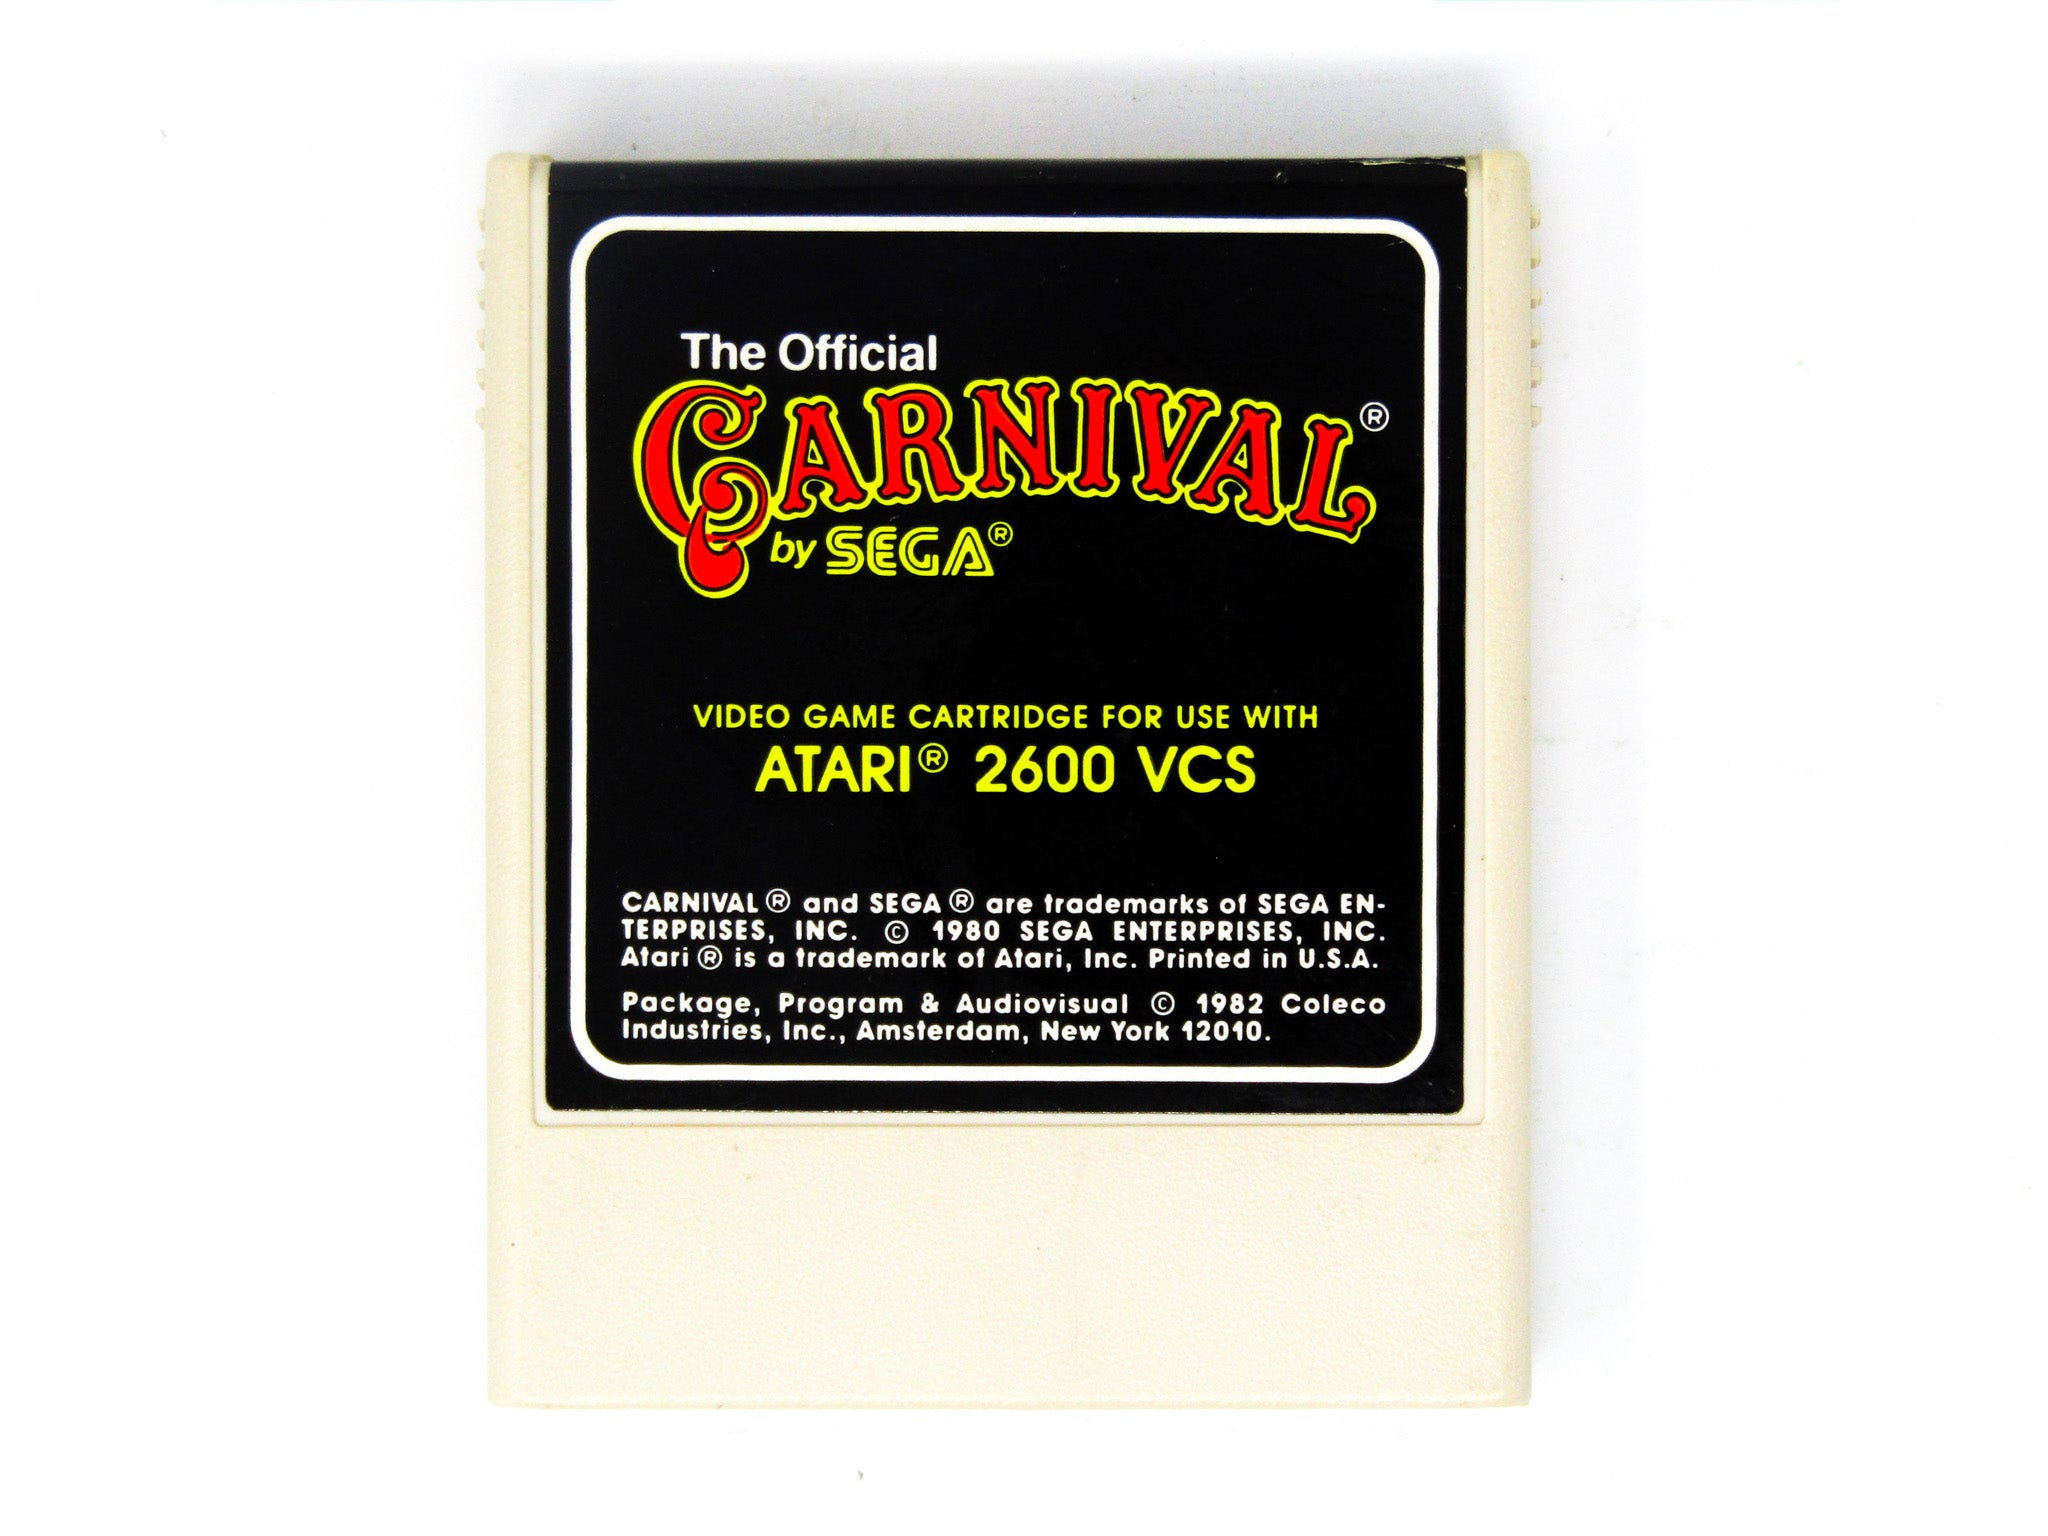 The Official
CARNIVAL®
by SEGA®
VIDEO GAME CARTRIDGE FOR USE WITH
ATARI® 2600 VCS
CARNIVAL® and SEGA® are trademarks of SEGA EN-
TERPRISES, INC. © 1980 SEGA ENTERPRISES, INC.
Atari® is a trademark of Atari, Inc. Printed in U.S.A.
Package, Program & Audiovisual © 1982 Coleco
Industries, Inc., Amsterdam, New York 12010.